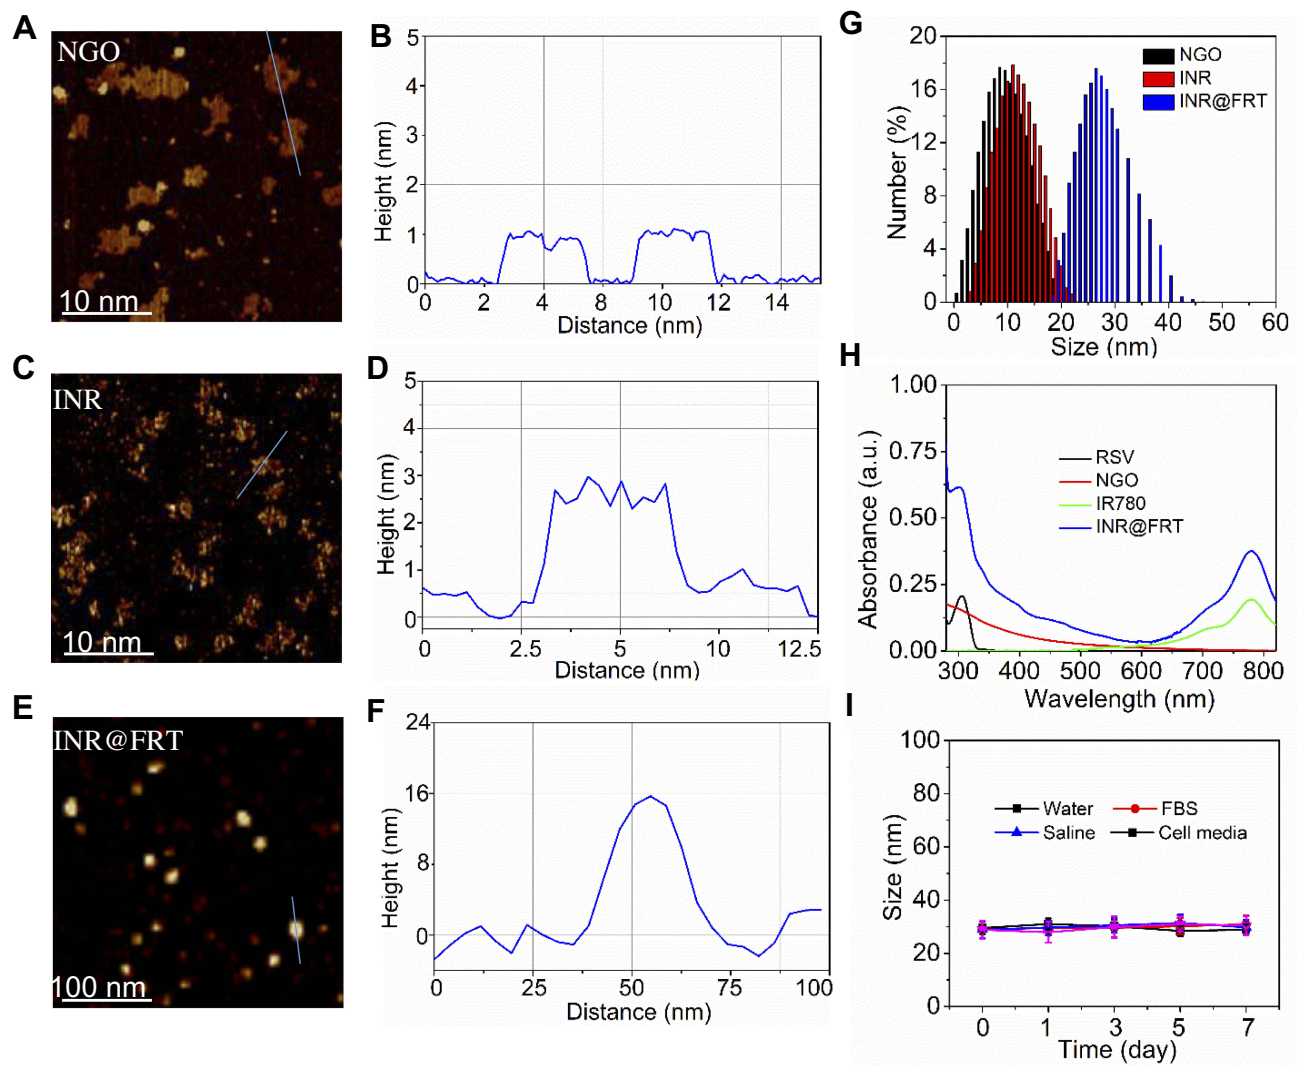 A
NGO
10 nm
B
5
4
3
2
1
0
Height (nm)
0 2 4 6 8 10 12 14
Distance (nm)
C
INR
10 nm
D
5
4
3
2
1
0
Height (nm)
0 2.5 5 10 12.5
Distance (nm)
E
INR@FRT
100 nm
F
24
16
8
0
Height (nm)
0 25 50 75 100
Distance (nm)
G
20
16
12
8
4
0
Number (%)
NGO
INR
INR@FRT
0 10 20 30 40 50 60
Size (nm)
H
1.00
0.75
0.50
0.25
0.00
Absorbance (a.u.)
RSV
NGO
IR780
INR@FRT
300 400 500 600 700 800
Wavelength (nm)
I
100
80
60
40
20
0
Size (nm)
Water FBS
Saline Cell media
0 1 3 5 7
Time (day)